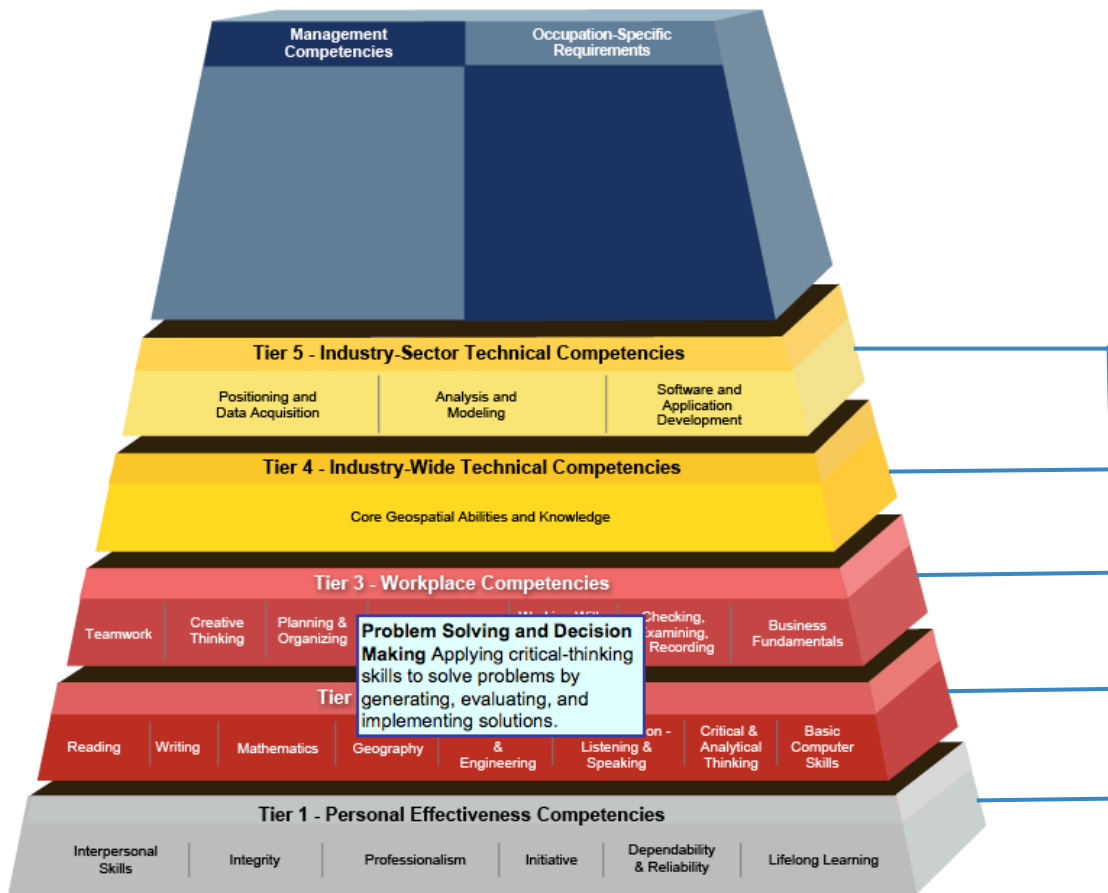 Management
Competencies
Occupation-Specific
Requirements
Tier 5 - Industry-Sector Technical Competencies
Positioning and
Data Acquisition
Analysis and
Modeling
Software and
Application
Development
Tier 4 - Industry-Wide Technical Competencies
Core Geospatial Abilities and Knowledge
Tier 3 - Workplace Competencies
Teamwork
Creative
Thinking
Planning &
Organizing
Checking,
Examining,
Recording
Business
Fundamentals
Problem Solving and Decision
Making Applying critical-thinking
skills to solve problems by
generating, evaluating, and
implementing solutions.
Tier
Reading
Writing
Mathematics
Geography
&
Engineering
Listening &
Speaking
Critical &
Analytical
Thinking
Basic
Computer
Skills
Tier 1 - Personal Effectiveness Competencies
Interpersonal
Skills
Integrity
Professionalism
Initiative
Dependability
& Reliability
Lifelong Learning